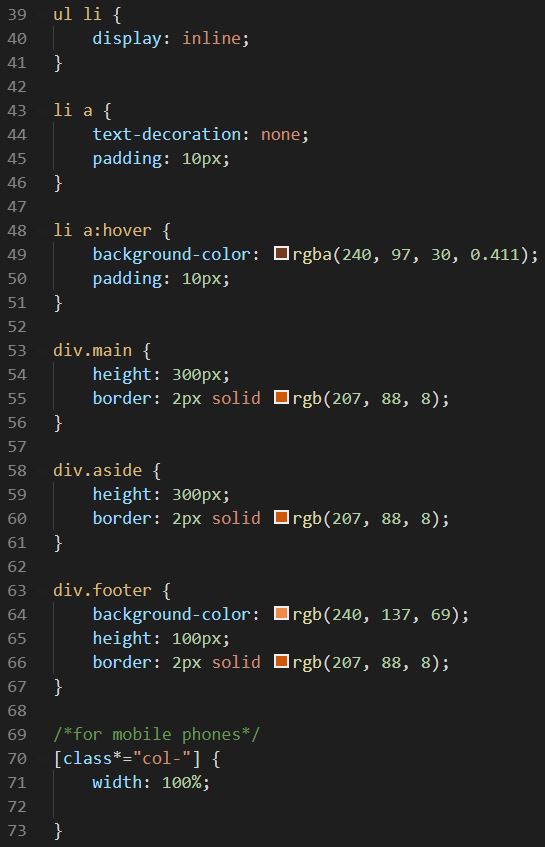 39 ul li {
40     display: inline;
41 }
42
43 li a {
44     text-decoration: none;
45     padding: 10px;
46 }
47
48 li a:hover {
49     background-color: rgba(240, 97, 30, 0.411);
50     padding: 10px;
51 }
52
53 div.main {
54     height: 300px;
55     border: 2px solid rgb(207, 88, 8);
56 }
57
58 div.aside {
59     height: 300px;
60     border: 2px solid rgb(207, 88, 8);
61 }
62
63 div.footer {
64     background-color: rgb(240, 137, 69);
65     height: 100px;
66     border: 2px solid rgb(207, 88, 8);
67 }
68
69 /*for mobile phones*/
70 [class*="col-"] {
71     width: 100%;
72
73 }